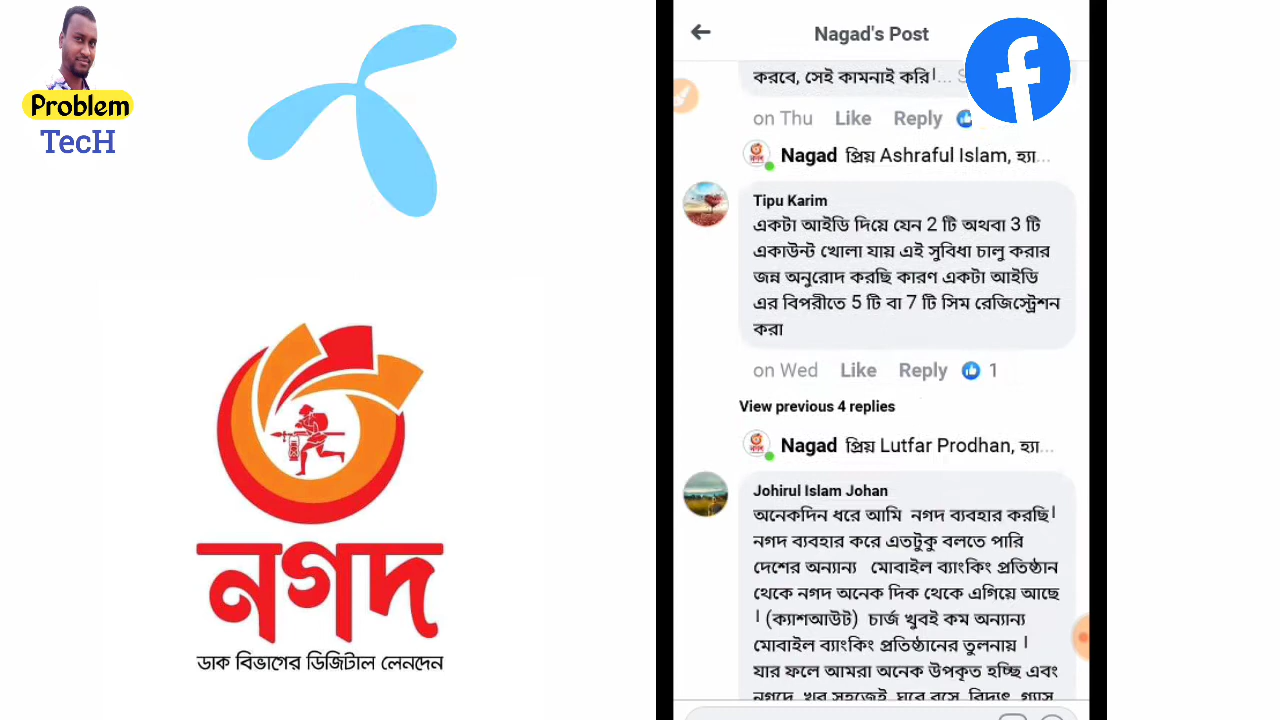 Problem
TecH
নগদ
ডাক বিভাগের ডিজিটাল লেনদেন
Nagad's Post
করবে, সেই কামনাই করি।...
on Thu Like Reply
Nagad প্রিয় Ashraful Islam, হ্যা...
Tipu Karim
একটা আইডি দিয়ে যেন 2 টি অথবা 3 টি
একাউন্ট খোলা যায় এই সুবিধা চালু করার
জন্ন অনুরোদ করছি কারণ একটা আইডি
এর বিপরীতে 5 টি বা 7 টি সিম রেজিস্ট্রেশন
করা
on Wed Like Reply 1
View previous 4 replies
Nagad প্রিয় Lutfar Prodhan, হ্যা...
Johirul Islam Johan
অনেকদিন ধরে আমি নগদ ব্যবহার করছি।
নগদ ব্যবহার করে এতটুকু বলতে পারি
দেশের অন্যান্য মোবাইল ব্যাংকিং প্রতিষ্ঠান
থেকে নগদ অনেক দিক থেকে এগিয়ে আছে
। (ক্যাশআউট) চার্জ খুবই কম অন্যান্য
মোবাইল ব্যাংকিং প্রতিষ্ঠানের তুলনায় ।
যার ফলে আমরা অনেক উপকৃত হচ্ছি এবং
নগদে খুব সহজেই ঘরে বসে বিদ্যুৎ গ্যাস